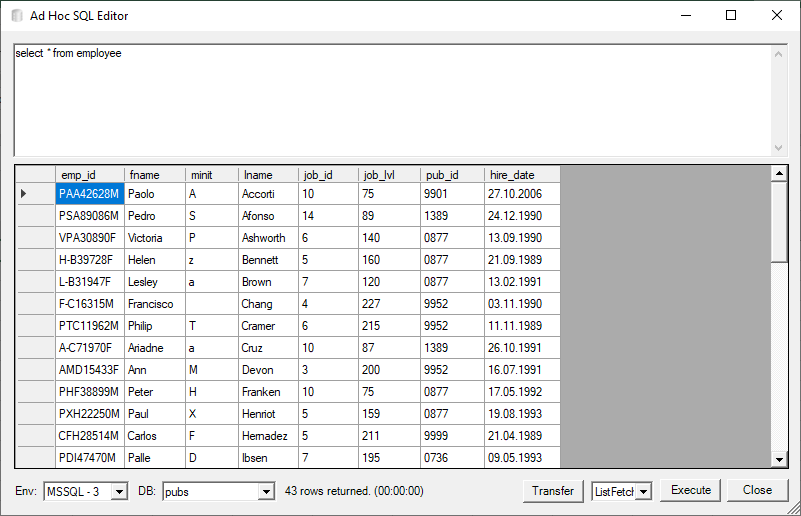 Ad Hoc SQL Editor
select * from employee
emp_id fname minit lname job_id job_lvl pub_id hire_date
PAA42628M Paolo A Accorti 10 75 9901 27.10.2006
PSA89086M Pedro S Afonso 14 89 1389 24.12.1990
VPA30890F Victoria P Ashworth 6 140 0877 13.09.1990
H-B39728F Helen z Bennett 5 160 0877 21.09.1989
L-B31947F Lesley a Brown 7 120 0877 13.02.1991
F-C16315M Francisco Chang 4 227 9952 03.11.1990
PTC11962M Philip T Cramer 6 215 9952 11.11.1989
A-C71970F Ariadne a Cruz 10 87 1389 26.10.1991
AMD15433F Ann M Devon 3 200 9952 16.07.1991
PHF38899M Peter H Franken 10 75 0877 17.05.1992
PXH22250M Paul X Henriot 5 159 0877 19.08.1993
CFH28514M Carlos F Hernadez 5 211 9999 21.04.1989
PDI47470M Palle D Ibsen 7 195 0736 09.05.1993
Env: MSSQL - 3 DB: pubs 43 rows returned. (00:00:00) Transfer ListFetch Execute Close